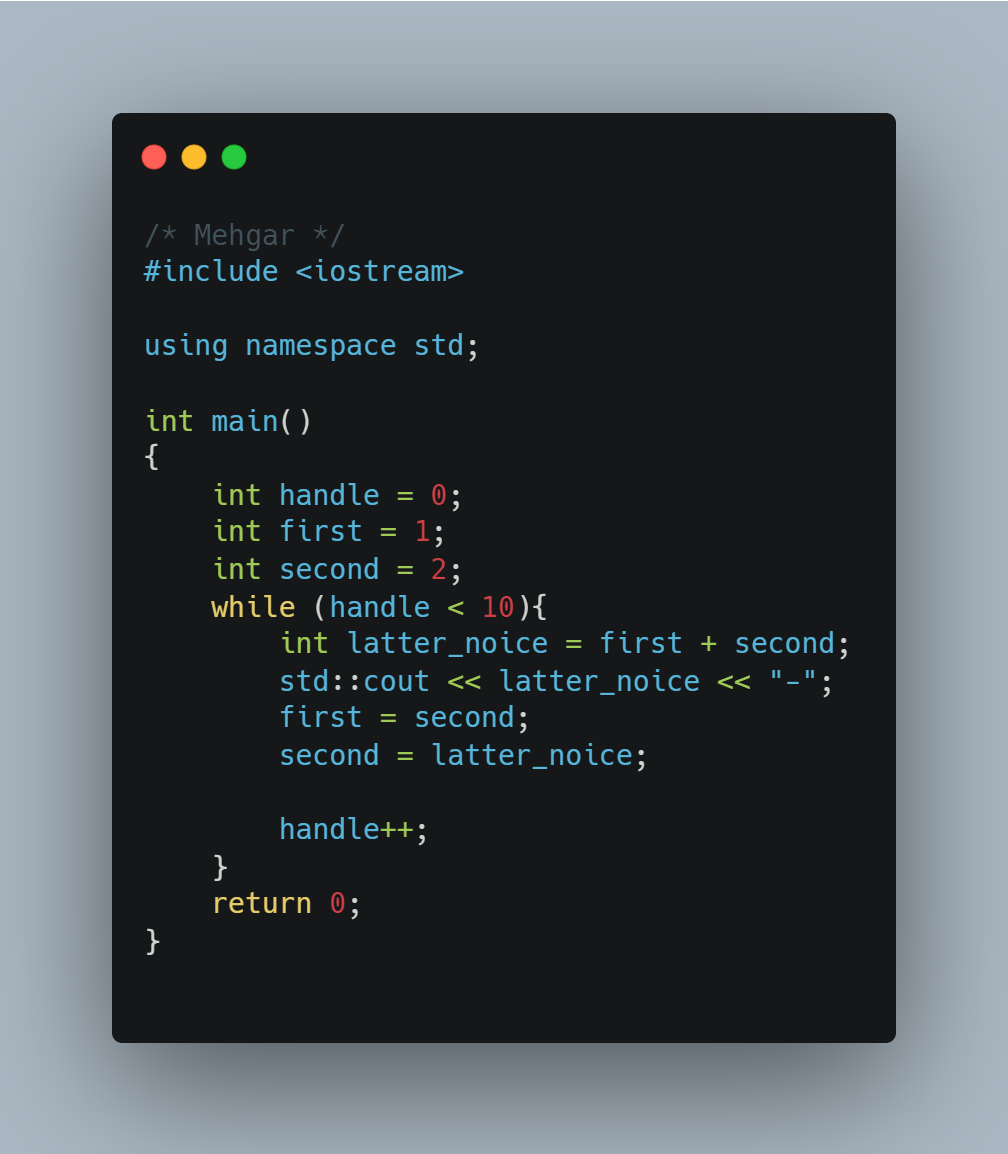 /* Mehgar */
#include <iostream>
using namespace std;
int main()
{
    int handle = 0;
    int first = 1;
    int second = 2;
    while (handle < 10){
        int latter_noice = first + second;
        std::cout << latter_noice << "-";
        first = second;
        second = latter_noice;
        handle++;
    }
    return 0;
}